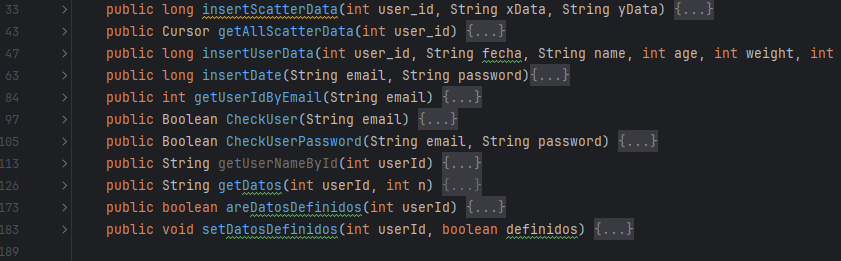 33 public long insertScatterData(int user_id, String xData, String yData) {...}
43 public Cursor getAllScatterData(int user_id) {...}
47 public long insertUserData(int user_id, String fecha, String name, int age, int weight, int
63 public long insertDate(String email, String password){...}
84 public int getUserIdByEmail(String email) {...}
97 public Boolean CheckUser(String email) {...}
105 public Boolean CheckUserPassword(String email, String password) {...}
113 public String getUserNameById(int userId) {...}
126 public String getDatos(int userId, int n) {...}
173 public boolean areDatosDefinidos(int userId) {...}
183 public void setDatosDefinidos(int userId, boolean definidos) {...}
189